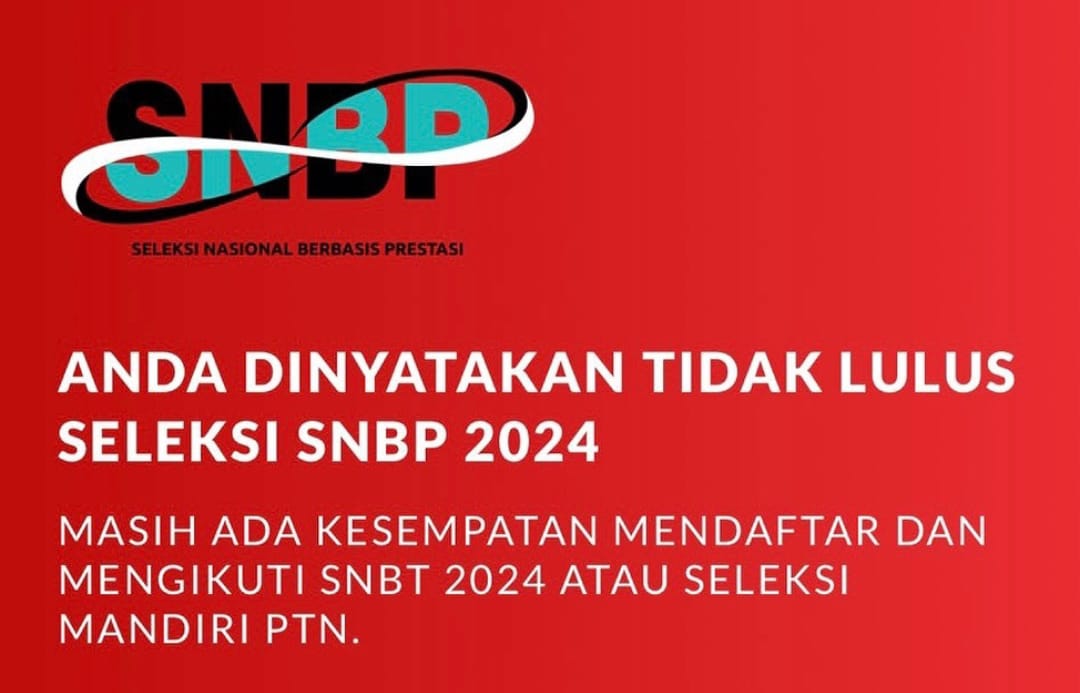 SNBP
SELEKSI NASIONAL BERBASIS PRESTASI
ANDA DINYATAKAN TIDAK LULUS
SELEKSI SNBP 2024
MASIH ADA KESEMPATAN MENDAFTAR DAN
MENGIKUTI SNBT 2024 ATAU SELEKSI
MANDIRI PTN.